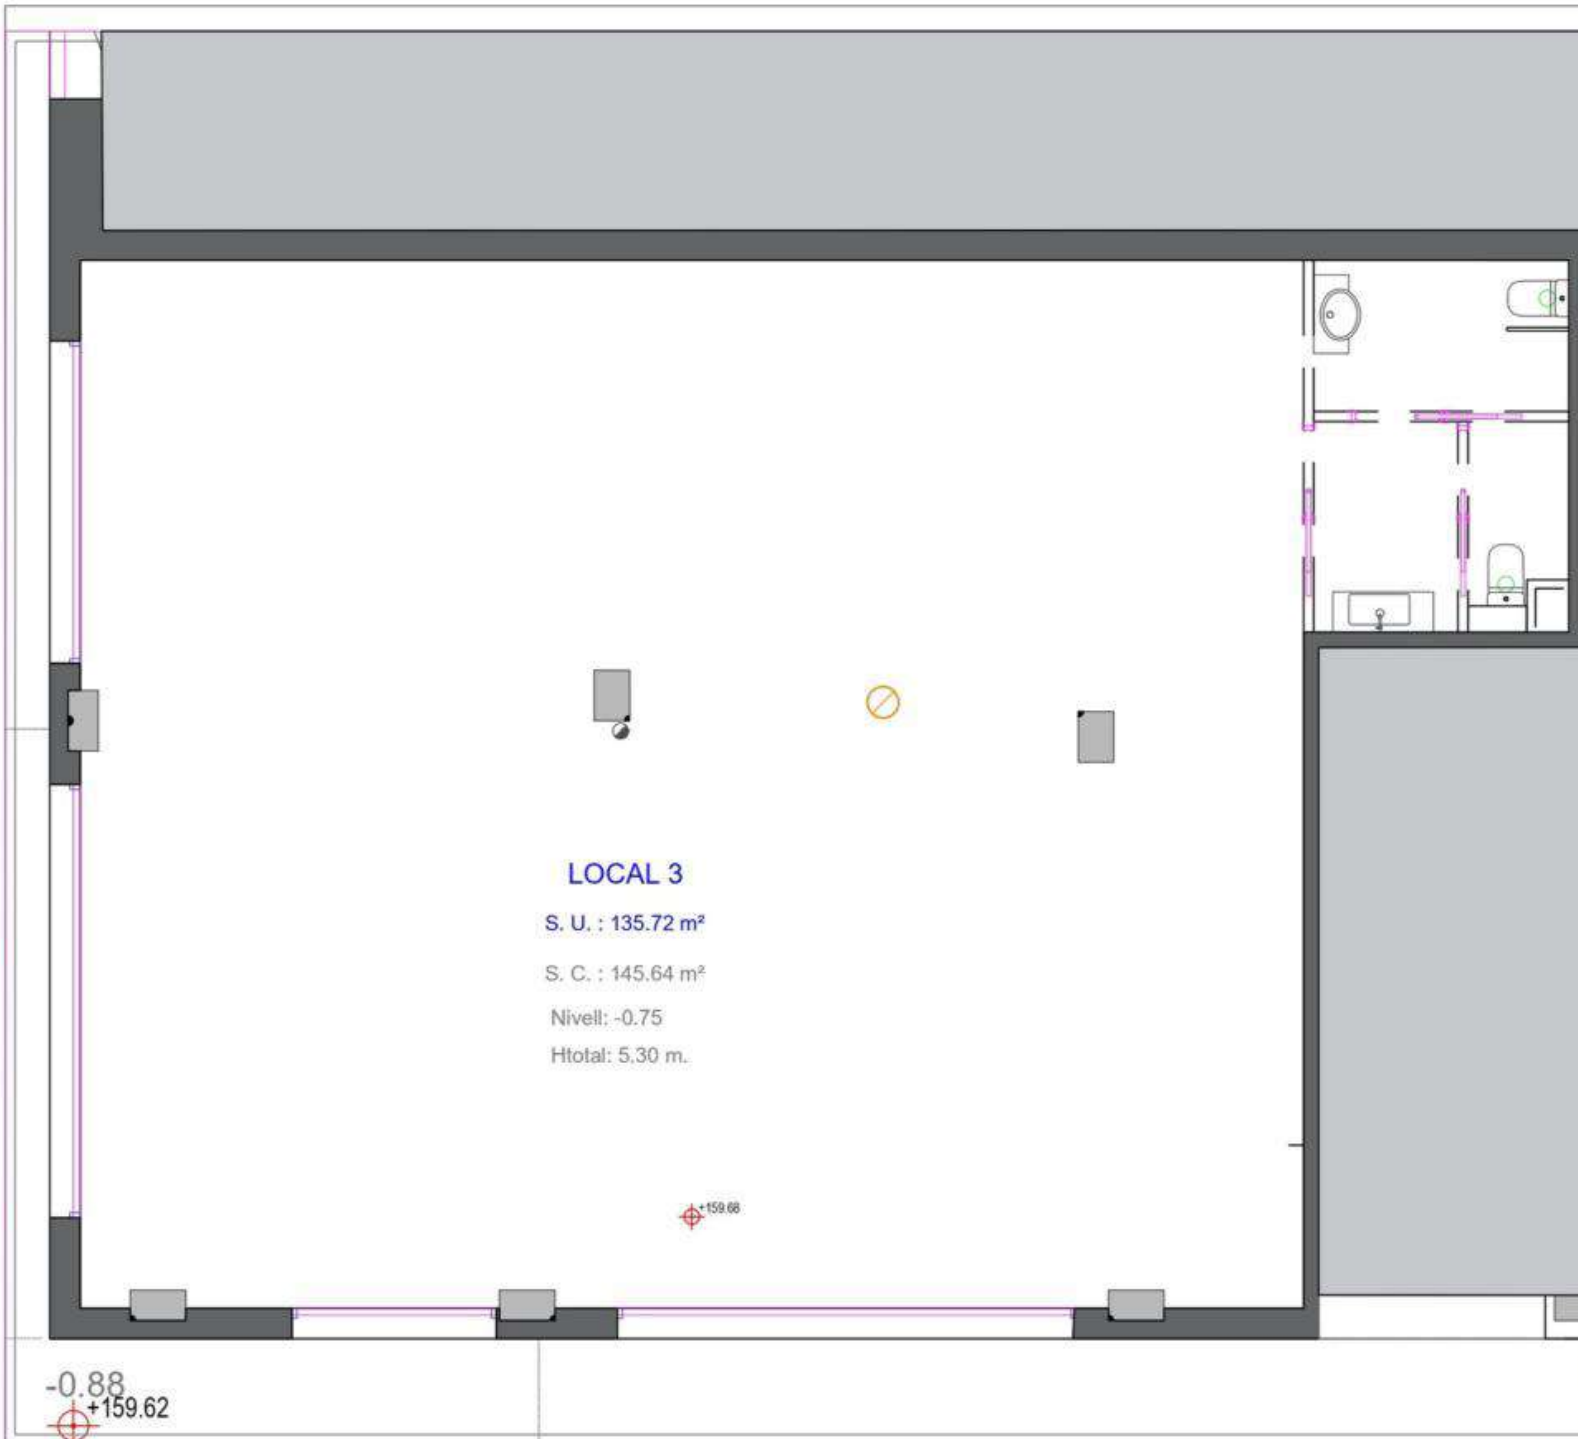 LOCAL 3
S. U. : 135.72 m²
S. C. : 145.64 m²
Nivell: -0.75
Htotal: 5.30 m.
+159.68
-0.88
+159.62